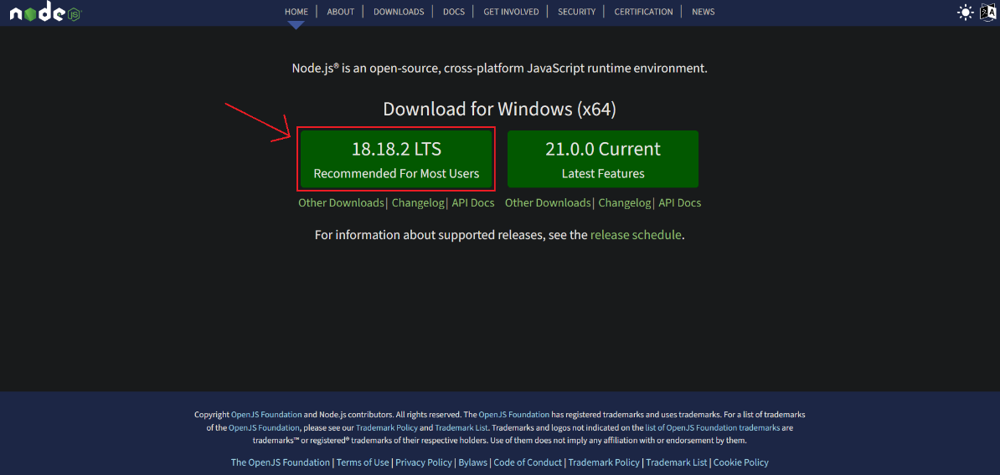 node JS
HOME | ABOUT | DOWNLOADS | DOCS | GET INVOLVED | SECURITY | CERTIFICATION | NEWS
Node.js® is an open-source, cross-platform JavaScript runtime environment.
Download for Windows (x64)
18.18.2 LTS
Recommended For Most Users
21.0.0 Current
Latest Features
Other Downloads | Changelog | API Docs
Other Downloads | Changelog | API Docs
For information about supported releases, see the release schedule.
Copyright OpenJS Foundation and Node.js contributors. All rights reserved. The OpenJS Foundation has registered trademarks and uses trademarks. For a list of trademarks
of the OpenJS Foundation, please see our Trademark Policy and Trademark List. Trademarks and logos not indicated on the list of OpenJS Foundation trademarks are
trademarks™ or registered® trademarks of their respective holders. Use of them does not imply any affiliation with or endorsement by them.
The OpenJS Foundation | Terms of Use | Privacy Policy | Bylaws | Code of Conduct | Trademark Policy | Trademark List | Cookie Policy